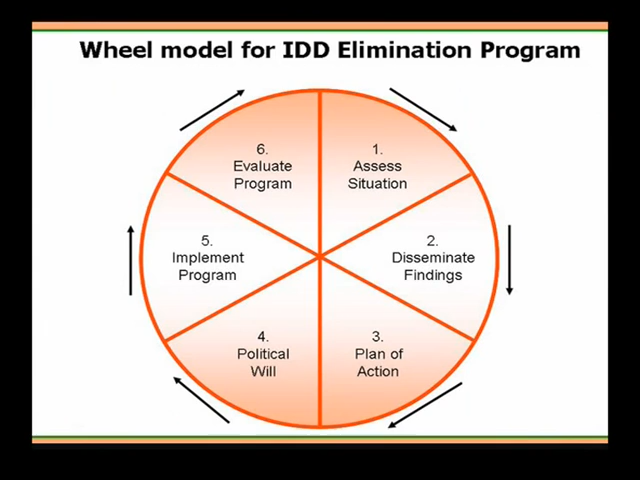 Wheel model for IDD Elimination Program
1.
Assess
Situation
2.
Disseminate
Findings
3.
Plan of
Action
4.
Political
Will
5.
Implement
Program
6.
Evaluate
Program